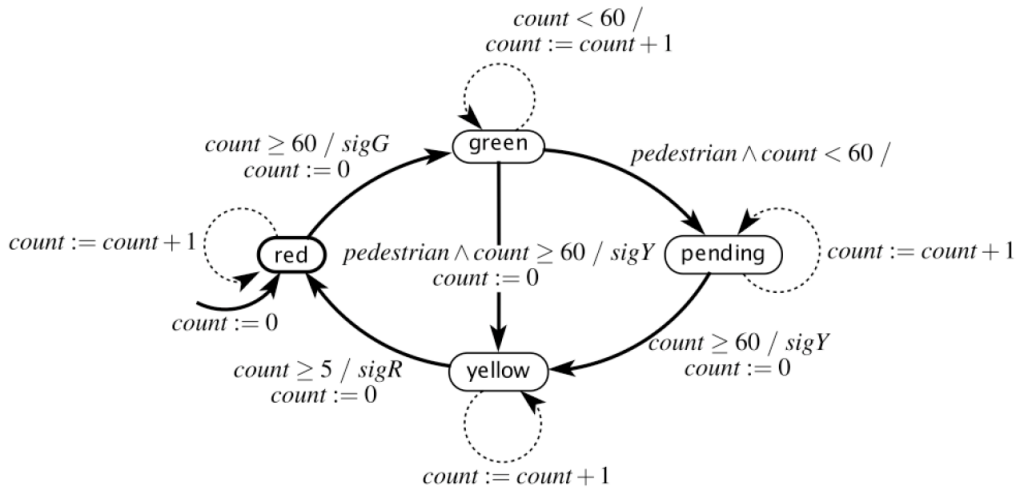 count < 60 /
count := count + 1
green
count ≥ 60 / sigG
count := 0
pedestrian ∧ count < 60 /
count := count + 1
red
pedestrian ∧ count ≥ 60 / sigY
count := 0
pending
count := count + 1
count := 0
count ≥ 60 / sigY
count := 0
count ≥ 5 / sigR
count := 0
yellow
count := count + 1